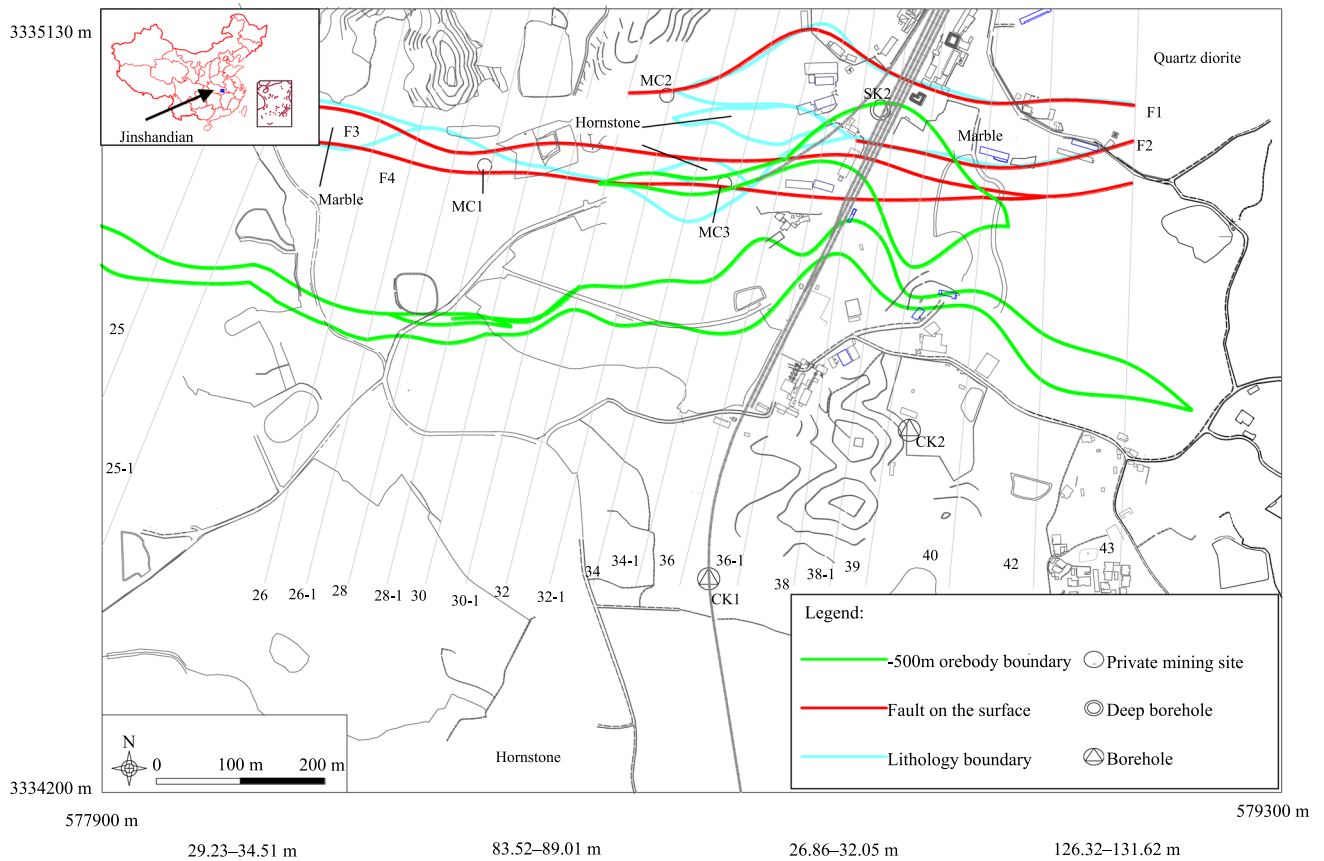 3335130 m
Jinshandian
Quartz diorite
MC2
SK2
Hornstone
F1
F3
Marble
F2
F4
Marble
MC1
MC3
25
CK2
25-1
34-1
36
36-1
38
38-1
39
40
42
43
34
26
26-1
28
28-1
30
30-1
32
32-1
CK1
Legend:
-500m orebody boundary
Private mining site
Fault on the surface
Deep borehole
Lithology boundary
Borehole
N
0
100 m
200 m
Hornstone
3334200 m
577900 m
579300 m
29.23–34.51 m
83.52–89.01 m
26.86–32.05 m
126.32–131.62 m